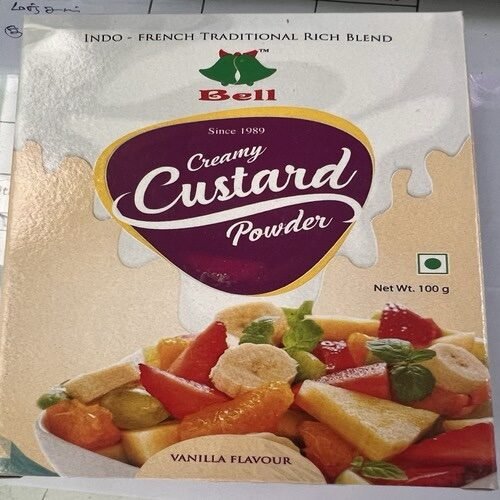 INDO - FRENCH TRADITIONAL RICH BLEND
TM
Bell
Since 1989
Creamy
Custard
Powder
Net Wt. 100 g
VANILLA FLAVOUR